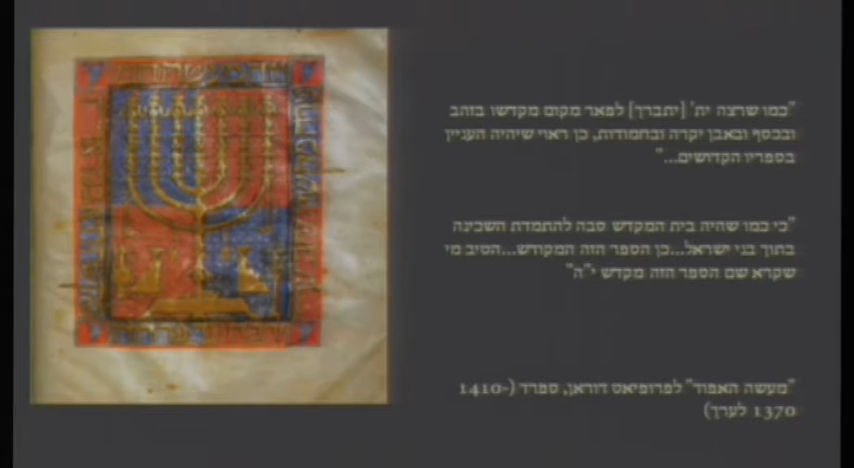 "כמו שרצה ית' [יתברך] לפאר מקום מקדשו בזהב
ובכסף ובאבן יקרה ובחמודות, כן ראוי שיהיה העניין
בספריו הקדושים..."
"כי כמו שהיה בית המקדש סבה להתמדת השכינה
בתוך בני ישראל...כן הספר הזה המקודש...הטיב מי
שקרא שם הספר הזה מקדש י"ה"
"מעשה האפוד" לפרופיאט דוראן, ספרד (1410-
1370 לערך)